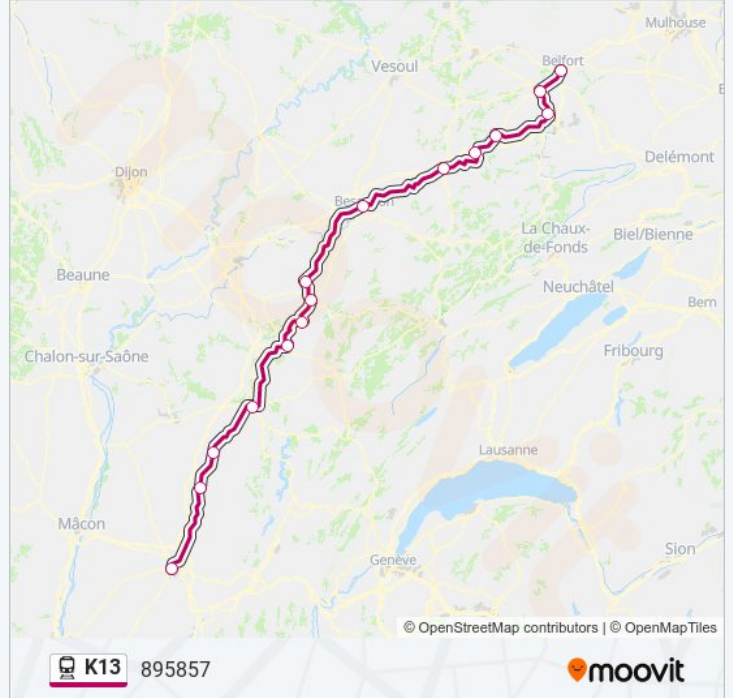 Mulhouse
Vesoul
Belfort
Dijon
Delémont
Besançon
La Chaux-
de-Fonds
Biel/Bienne
Beaune
Neuchâtel
Bern
Chalon-sur-Saône
Fribourg
Lausanne
Mâcon
Genève
Sion
© OpenStreetMap contributors | © OpenMapTiles
K13 895857 moovit